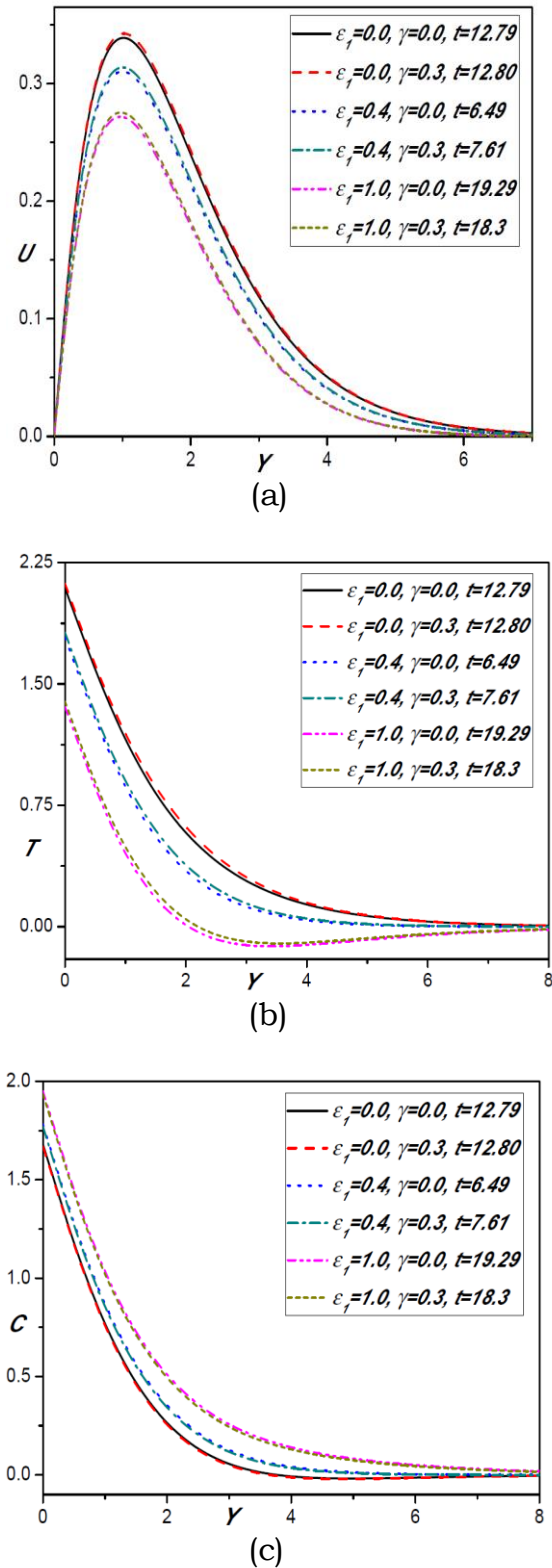 ε₁=0.0, γ=0.0, t=12.79
ε₁=0.0, γ=0.3, t=12.80
ε₁=0.4, γ=0.0, t=6.49
ε₁=0.4, γ=0.3, t=7.61
ε₁=1.0, γ=0.0, t=19.29
ε₁=1.0, γ=0.3, t=18.3
0.3
0.2
U
0.1
0.0
0 2 4 6
Y
(a)
2.25
ε₁=0.0, γ=0.0, t=12.79
ε₁=0.0, γ=0.3, t=12.80
ε₁=0.4, γ=0.0, t=6.49
ε₁=0.4, γ=0.3, t=7.61
ε₁=1.0, γ=0.0, t=19.29
ε₁=1.0, γ=0.3, t=18.3
1.50
0.75
T
0.00
0 2 4 6 8
Y
(b)
2.0
ε₁=0.0, γ=0.0, t=12.79
ε₁=0.0, γ=0.3, t=12.80
ε₁=0.4, γ=0.0, t=6.49
ε₁=0.4, γ=0.3, t=7.61
ε₁=1.0, γ=0.0, t=19.29
ε₁=1.0, γ=0.3, t=18.3
1.5
1.0
C
0.5
0.0
0 2 4 6 8
Y
(c)